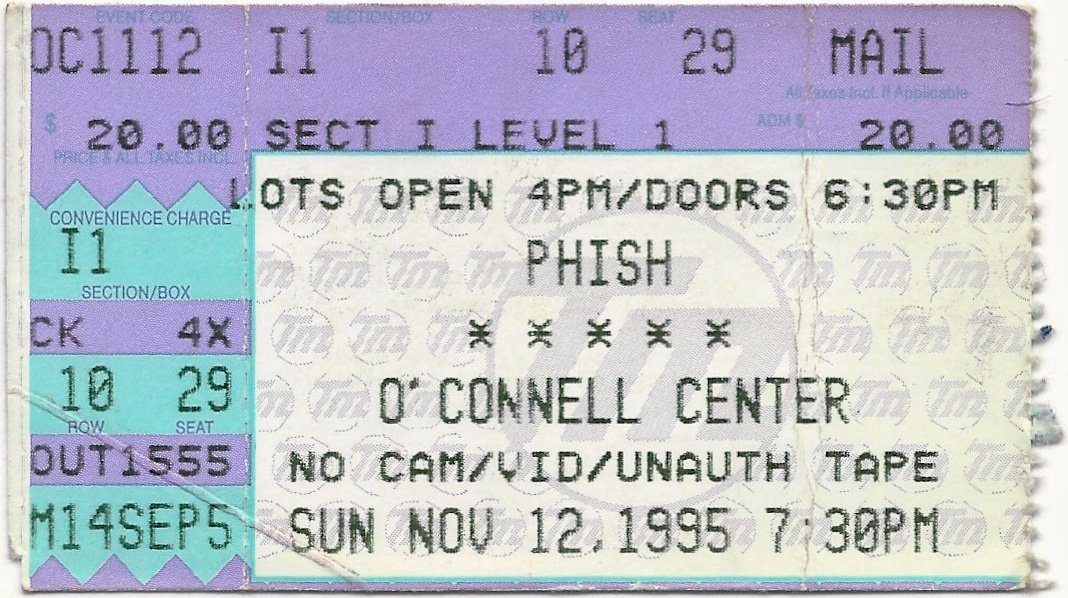 EVENT CODE SECTION/BOX ROW SEAT
OC1112 I1 10 29 MAIL
All Taxes Incl. If Applicable
$ 20.00 SECT I LEVEL 1 ADM $ 20.00
PRICE & ALL TAXES INCL.
LOTS OPEN 4PM/DOORS 6:30PM
CONVENIENCE CHARGE
I1
PHISH
SECTION/BOX
CK 4X
* * * * *
10 29
O'CONNELL CENTER
ROW SEAT
OUT1555
NO CAM/VID/UNAUTH TAPE
M14SEP5
SUN NOV 12,1995 7:30PM